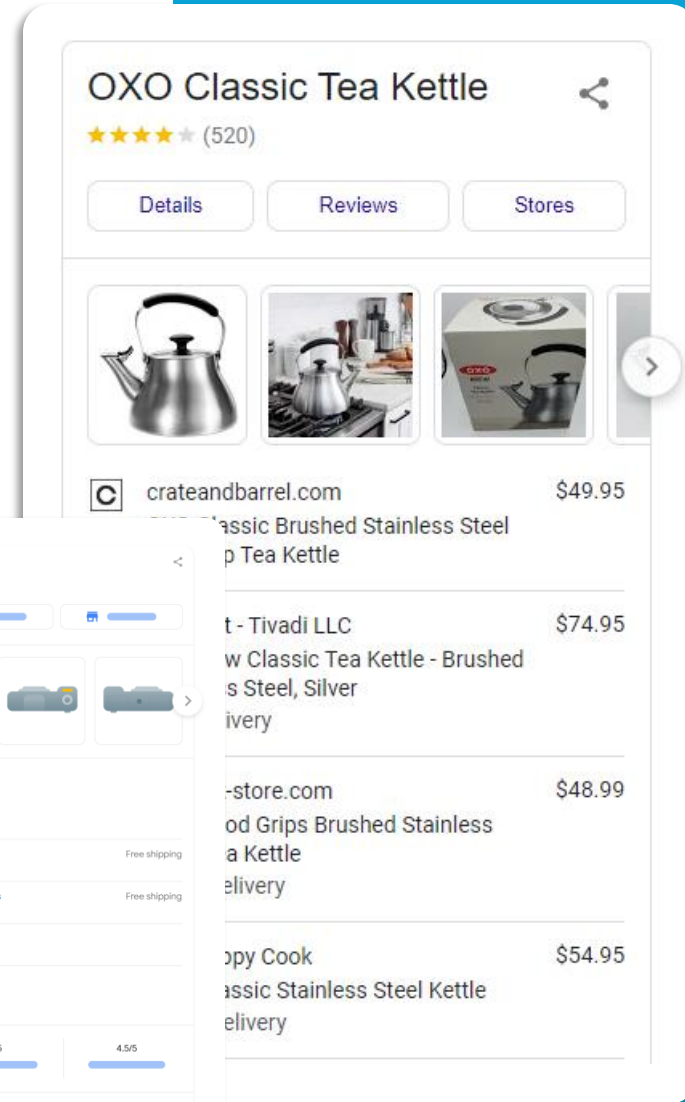 OXO Classic Tea Kettle
(520)
Details Reviews Stores
OXO
crateandbarrel.com $49.95
Classic Brushed Stainless Steel
Tea Kettle
- Tivadi LLC $74.95
Classic Tea Kettle - Brushed
Steel, Silver
-store.com $48.99
Grips Brushed Stainless
Kettle
Cook $54.95
Stainless Steel Kettle
Free shipping
Free shipping
4.5/5